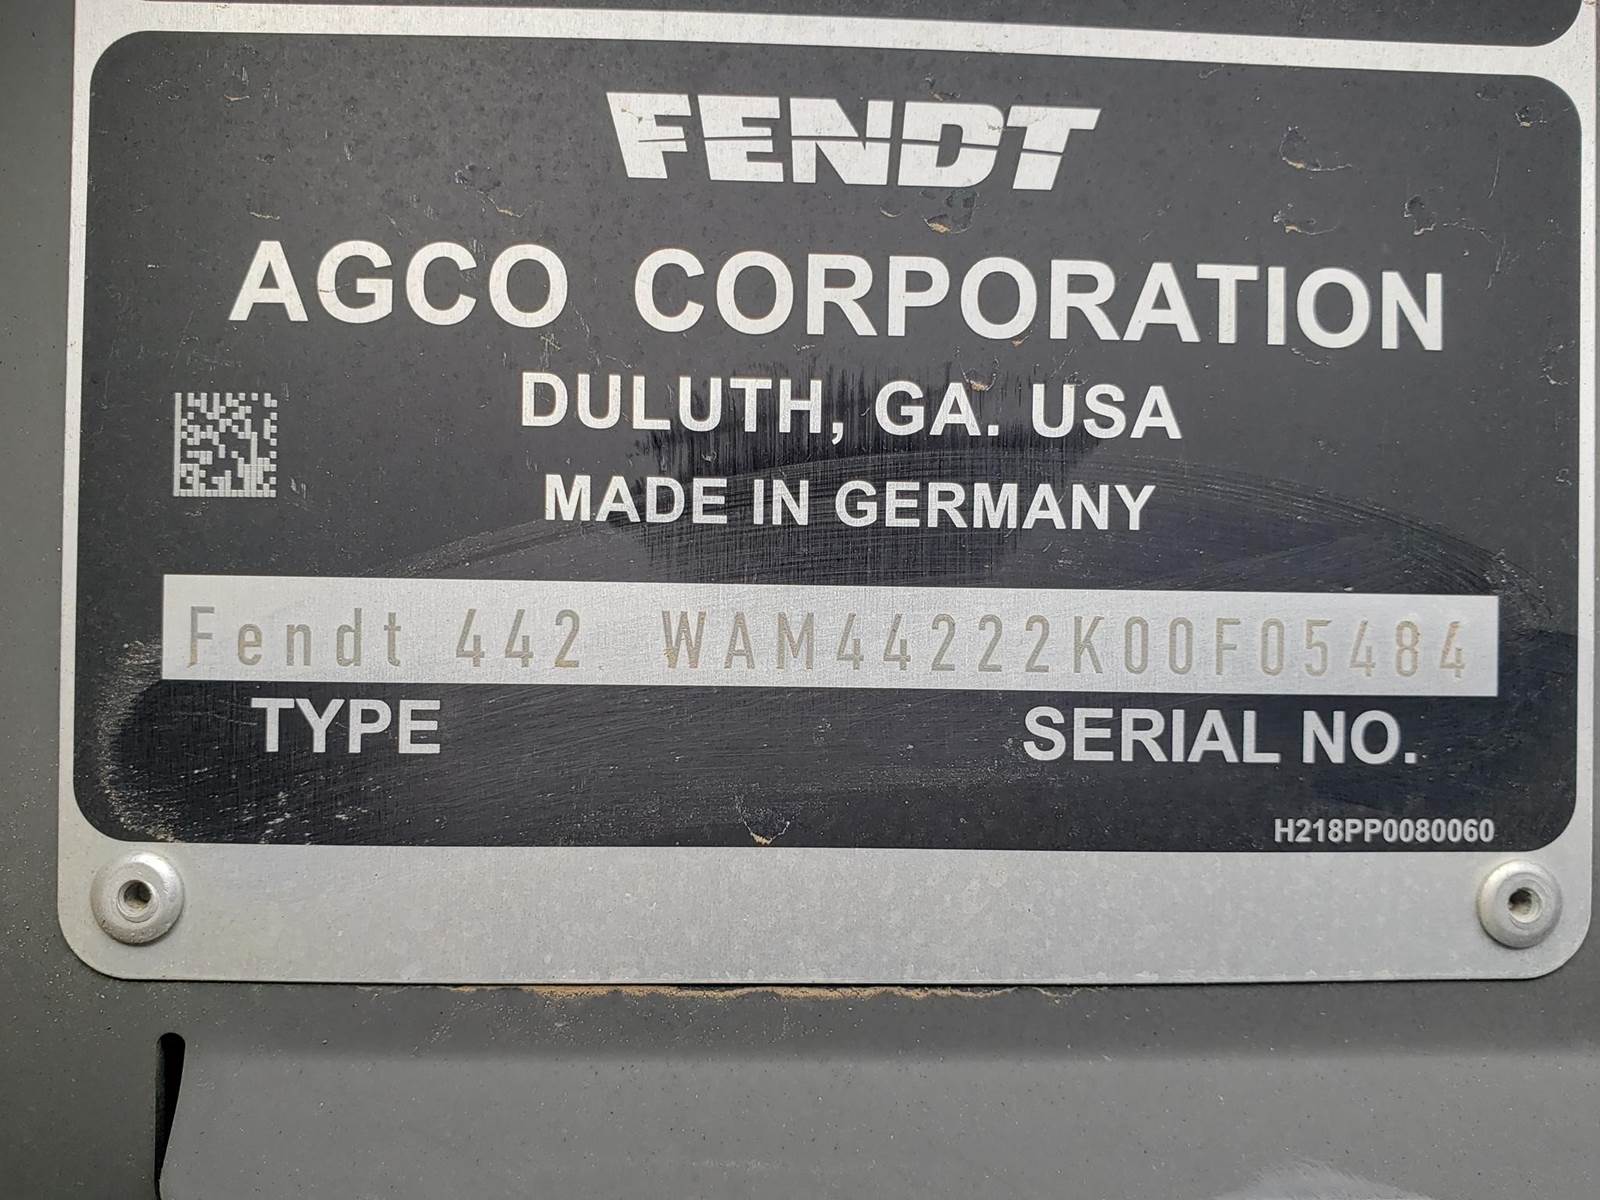 FENDT
AGCO CORPORATION
DULUTH, GA. USA
MADE IN GERMANY
Fendt 442 WAM44222K00F05484
TYPE SERIAL NO.
H218PP0080060